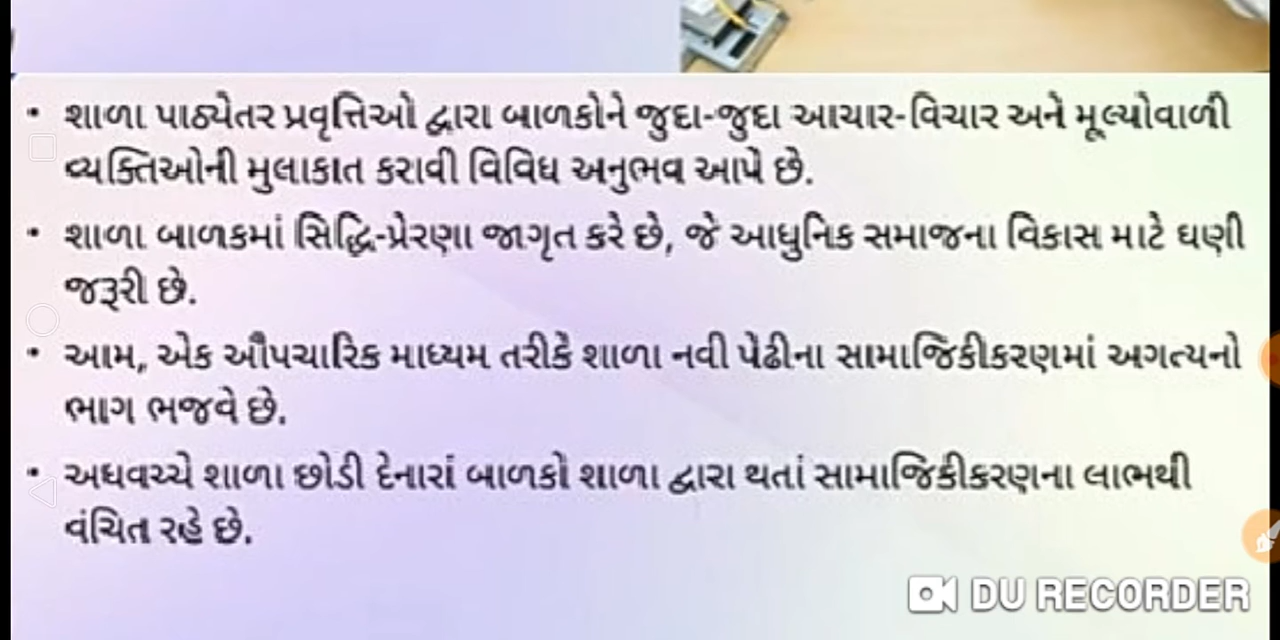 • શાળા પાઠ્યેતર પ્રવૃત્તિઓ દ્વારા બાળકોને જુદા-જુદા આચાર-વિચાર અને મૂલ્યોવાળી
વ્યક્તિઓની મુલાકાત કરાવી વિવિધ અનુભવ આપે છે.
• શાળા બાળકમાં સિદ્ધિ-પ્રેરણા જાગૃત કરે છે, જે આધુનિક સમાજના વિકાસ માટે ઘણી
જરૂરી છે.
• આમ, એક ઔપચારિક માધ્યમ તરીકે શાળા નવી પેઢીના સામાજિકીકરણમાં અગત્યનો
ભાગ ભજવે છે.
• અધવચ્ચે શાળા છોડી દેનારાં બાળકો શાળા દ્વારા થતાં સામાજિકીકરણના લાભથી
વંચિત રહે છે.
DU RECORDER